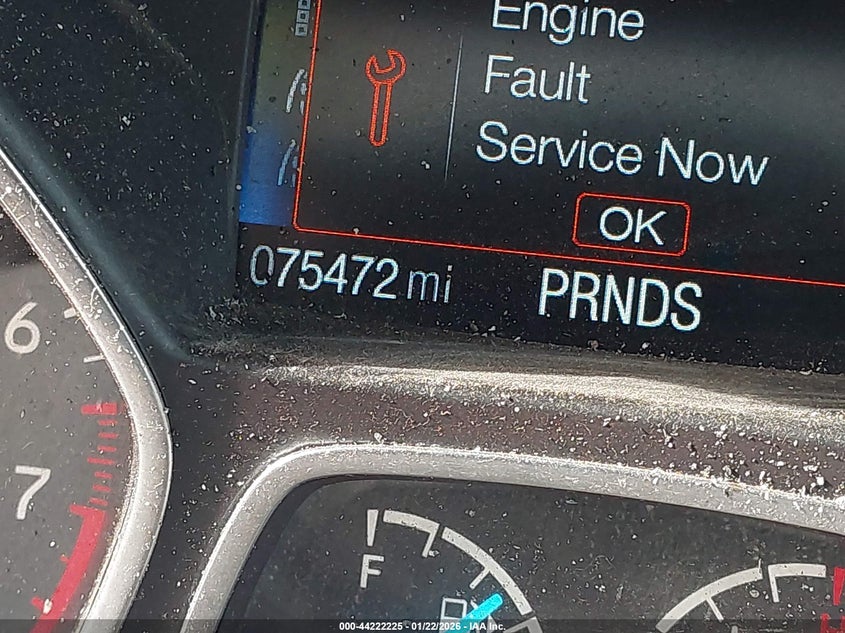 Engine
Fault
Service Now
OK
075472 mi PRNDS
6
7
F
000-44222225 - 01/22/2026 - IAA Inc.